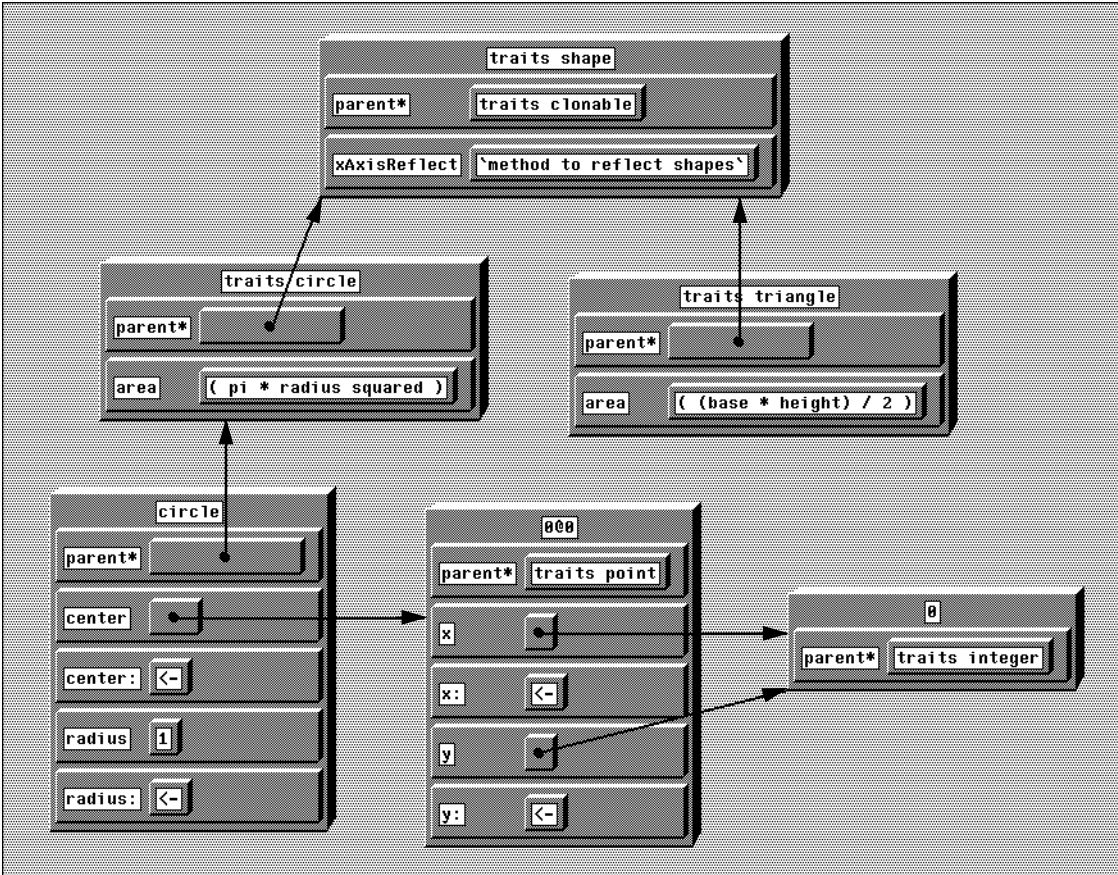 traits shape
parent* traits clonable
xAxisReflect `method to reflect shapes`
traits circle
parent*
area ( pi * radius squared )
traits triangle
parent*
area ( (base * height) / 2 )
circle
parent*
center
center: <-
radius 1
radius: <-
0@0
parent* traits point
x
x: <-
y
y: <-
0
parent* traits integer